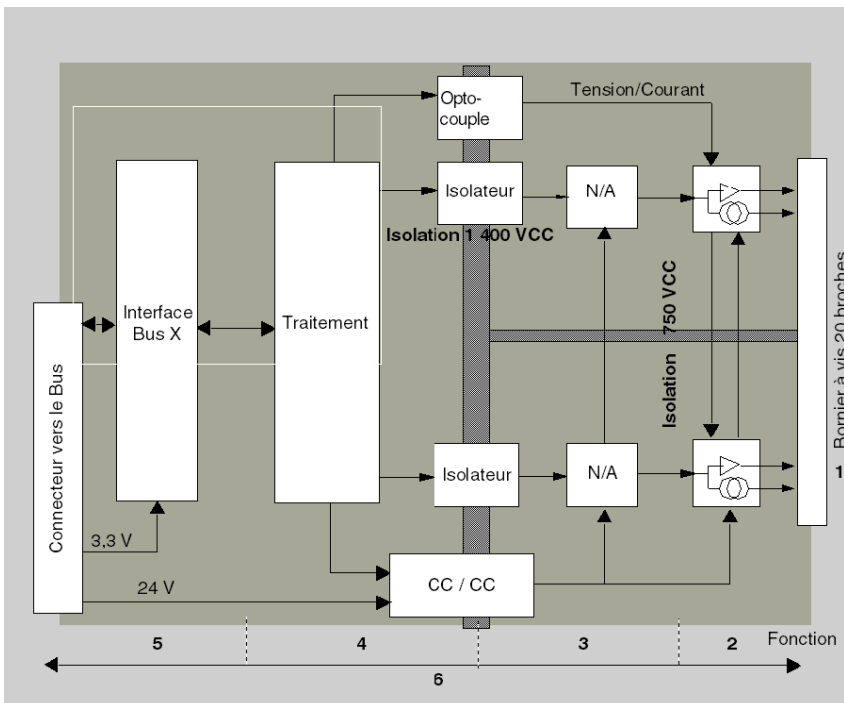 Opto-
couple
Tension/Courant
Isolateur
N/A
Isolation 1 400 VCC
Interface
Bus X
Traitement
Isolation 750 VCC
Connecteur vers le Bus
Bornier à vis 20 broches
1
Isolateur
N/A
3,3 V
24 V
CC / CC
5
4
3
2
Fonction
6